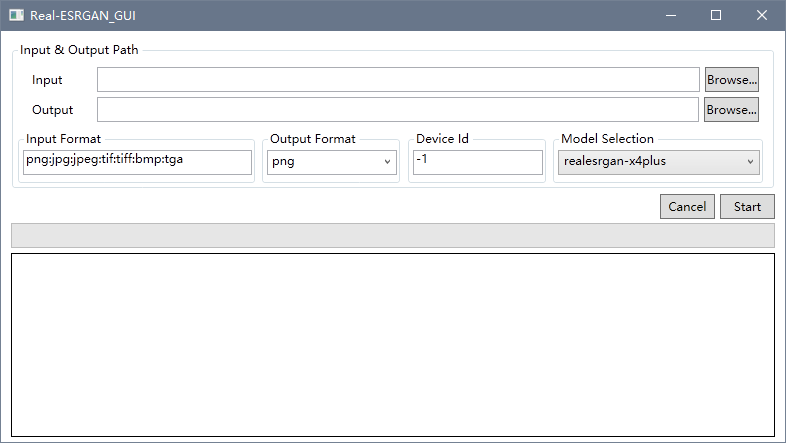 Real-ESRGAN_GUI
Input & Output Path
Input
Browse...
Output
Browse...
Input Format
Output Format
Device Id
Model Selection
png:jpg:jpeg:tif:tiff:bmp:tga
png
-1
realesrgan-x4plus
Cancel
Start